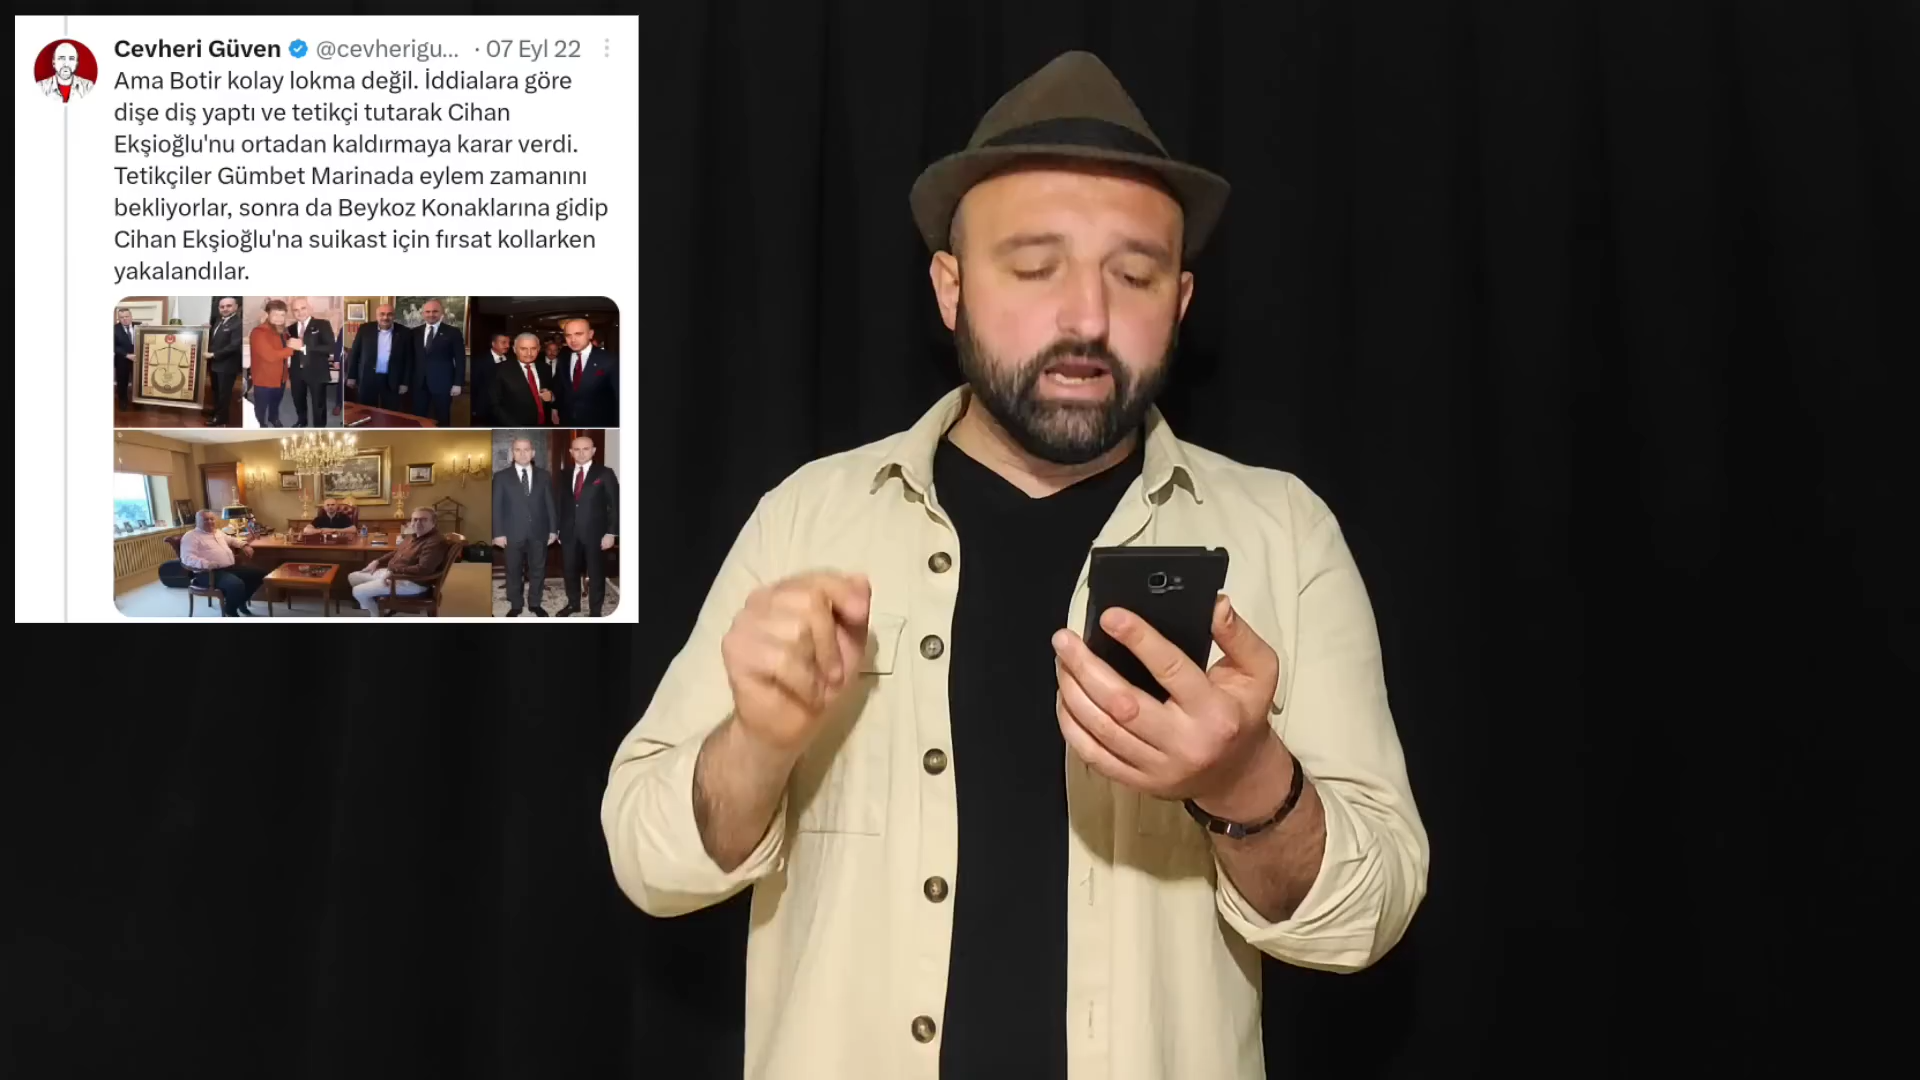 Cevheri Güven @cevherigu... · 07 Eyl 22
Ama Botir kolay lokma değil. İddialara göre
dişe diş yaptı ve tetikçi tutarak Cihan
Ekşioğlu'nu ortadan kaldırmaya karar verdi.
Tetikçiler Gümbet Marinada eylem zamanını
bekliyorlar, sonra da Beykoz Konaklarına gidip
Cihan Ekşioğlu'na suikast için fırsat kollarken
yakalandılar.